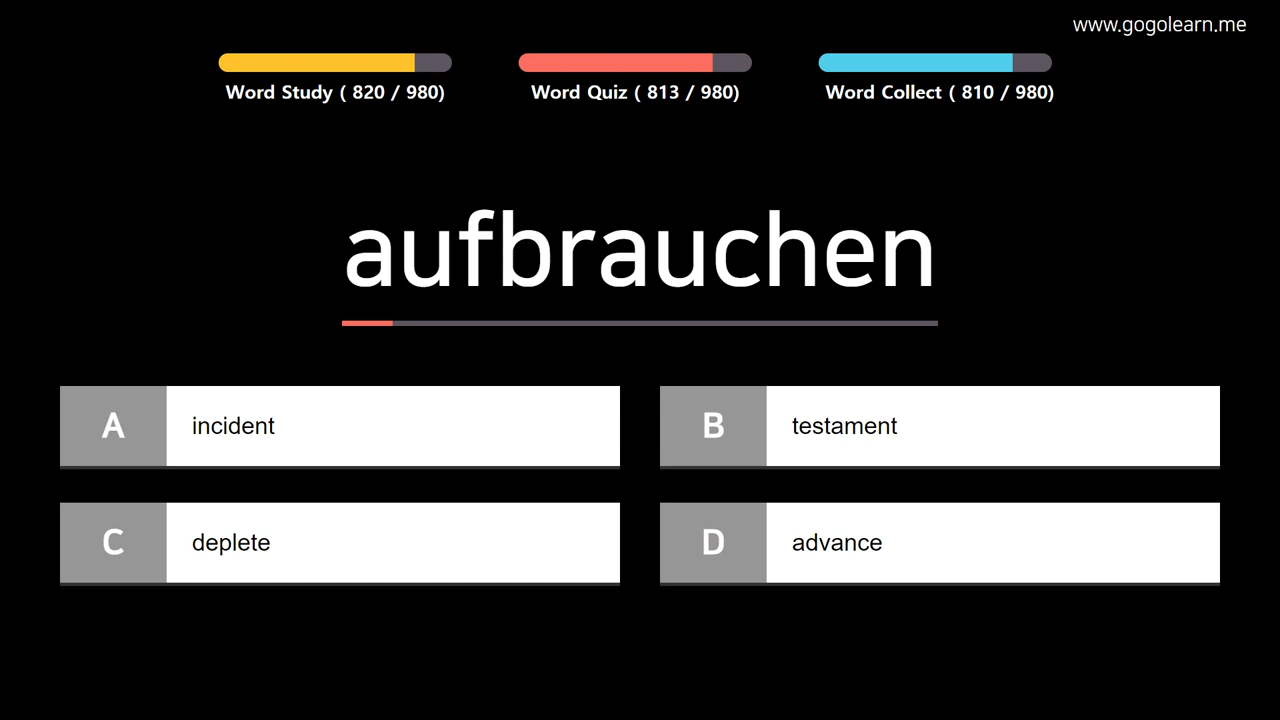 www.gogolearn.me
Word Study ( 820 / 980)
Word Quiz ( 813 / 980)
Word Collect ( 810 / 980)
aufbrauchen
A incident
B testament
C deplete
D advance